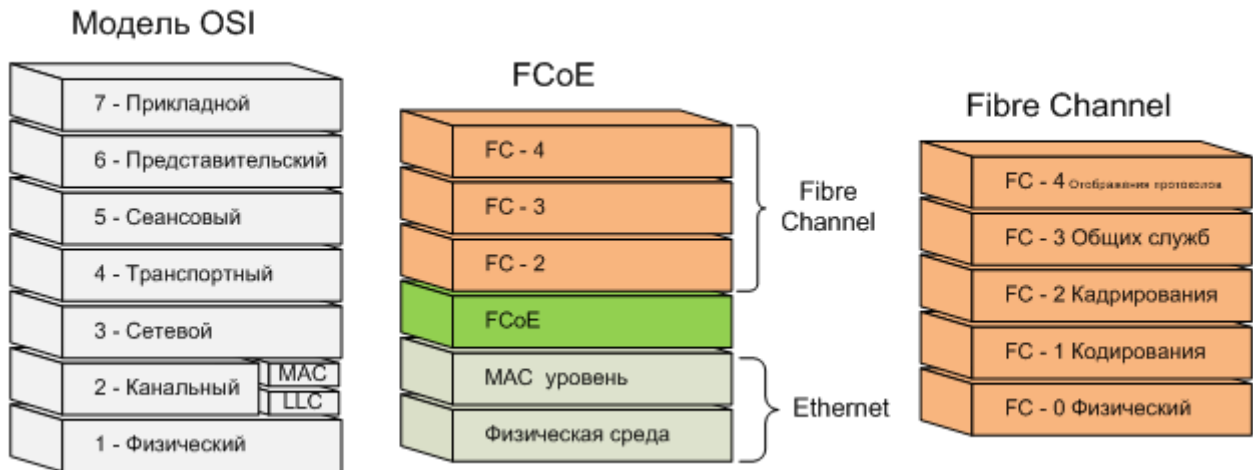 Модель OSI
7 - Прикладной
6 - Представительский
5 - Сеансовый
4 - Транспортный
3 - Сетевой
2 - Канальный
MAC
LLC
1 - Физический
FCoE
FC - 4
FC - 3
FC - 2
Fibre
Channel
FCoE
MAC уровень
Физическая среда
Ethernet
Fibre Channel
FC - 4 Отображения протоколов
FC - 3 Общих служб
FC - 2 Кадрирования
FC - 1 Кодирования
FC - 0 Физический